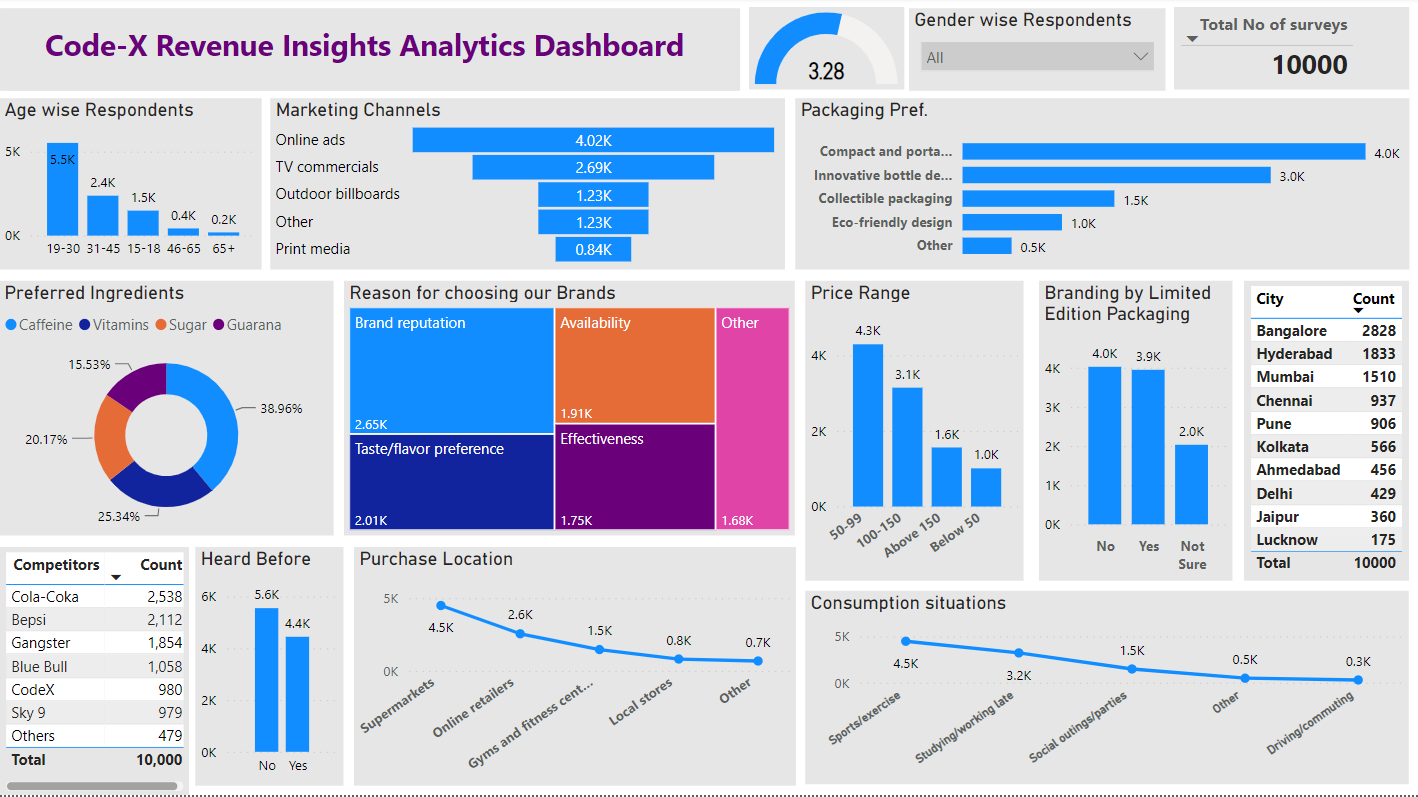 Code-X Revenue Insights Analytics Dashboard
3.28
Gender wise Respondents
All
Total No of surveys
10000
Age wise Respondents
5K
0K
5.5K
2.4K
1.5K
0.4K
0.2K
19-30 31-45 15-18 46-65 65+
Marketing Channels
Online ads 4.02K
TV commercials 2.69K
Outdoor billboards 1.23K
Other 1.23K
Print media 0.84K
Packaging Pref.
Compact and porta... 4.0K
Innovative bottle de... 3.0K
Collectible packaging 1.5K
Eco-friendly design 1.0K
Other 0.5K
Preferred Ingredients
Caffeine Vitamins Sugar Guarana
15.53%
38.96%
20.17%
25.34%
Reason for choosing our Brands
Brand reputation
2.65K
Taste/flavor preference
2.01K
Availability
1.91K
Effectiveness
1.75K
Other
1.68K
Price Range
4K
2K
0K
4.3K
3.1K
1.6K
1.0K
50-99
100-150
Above 150
Below 50
Branding by Limited
Edition Packaging
4K
3K
2K
1K
0K
4.0K
3.9K
2.0K
No Yes Not
Sure
City Count
Bangalore 2828
Hyderabad 1833
Mumbai 1510
Chennai 937
Pune 906
Kolkata 566
Ahmedabad 456
Delhi 429
Jaipur 360
Lucknow 175
Total 10000
Competitors Count
Cola-Coka 2,538
Bepsi 2,112
Gangster 1,854
Blue Bull 1,058
CodeX 980
Sky 9 979
Others 479
Total 10,000
Heard Before
6K
4K
2K
0K
5.6K
4.4K
No Yes
Purchase Location
5K
0K
4.5K
2.6K
1.5K
0.8K
0.7K
Supermarkets
Online retailers
Gyms and fitness cent...
Local stores
Other
Consumption situations
5K
0K
4.5K
3.2K
1.5K
0.5K
0.3K
Sports/exercise
Studying/working late
Social outings/parties
Other
Driving/commuting